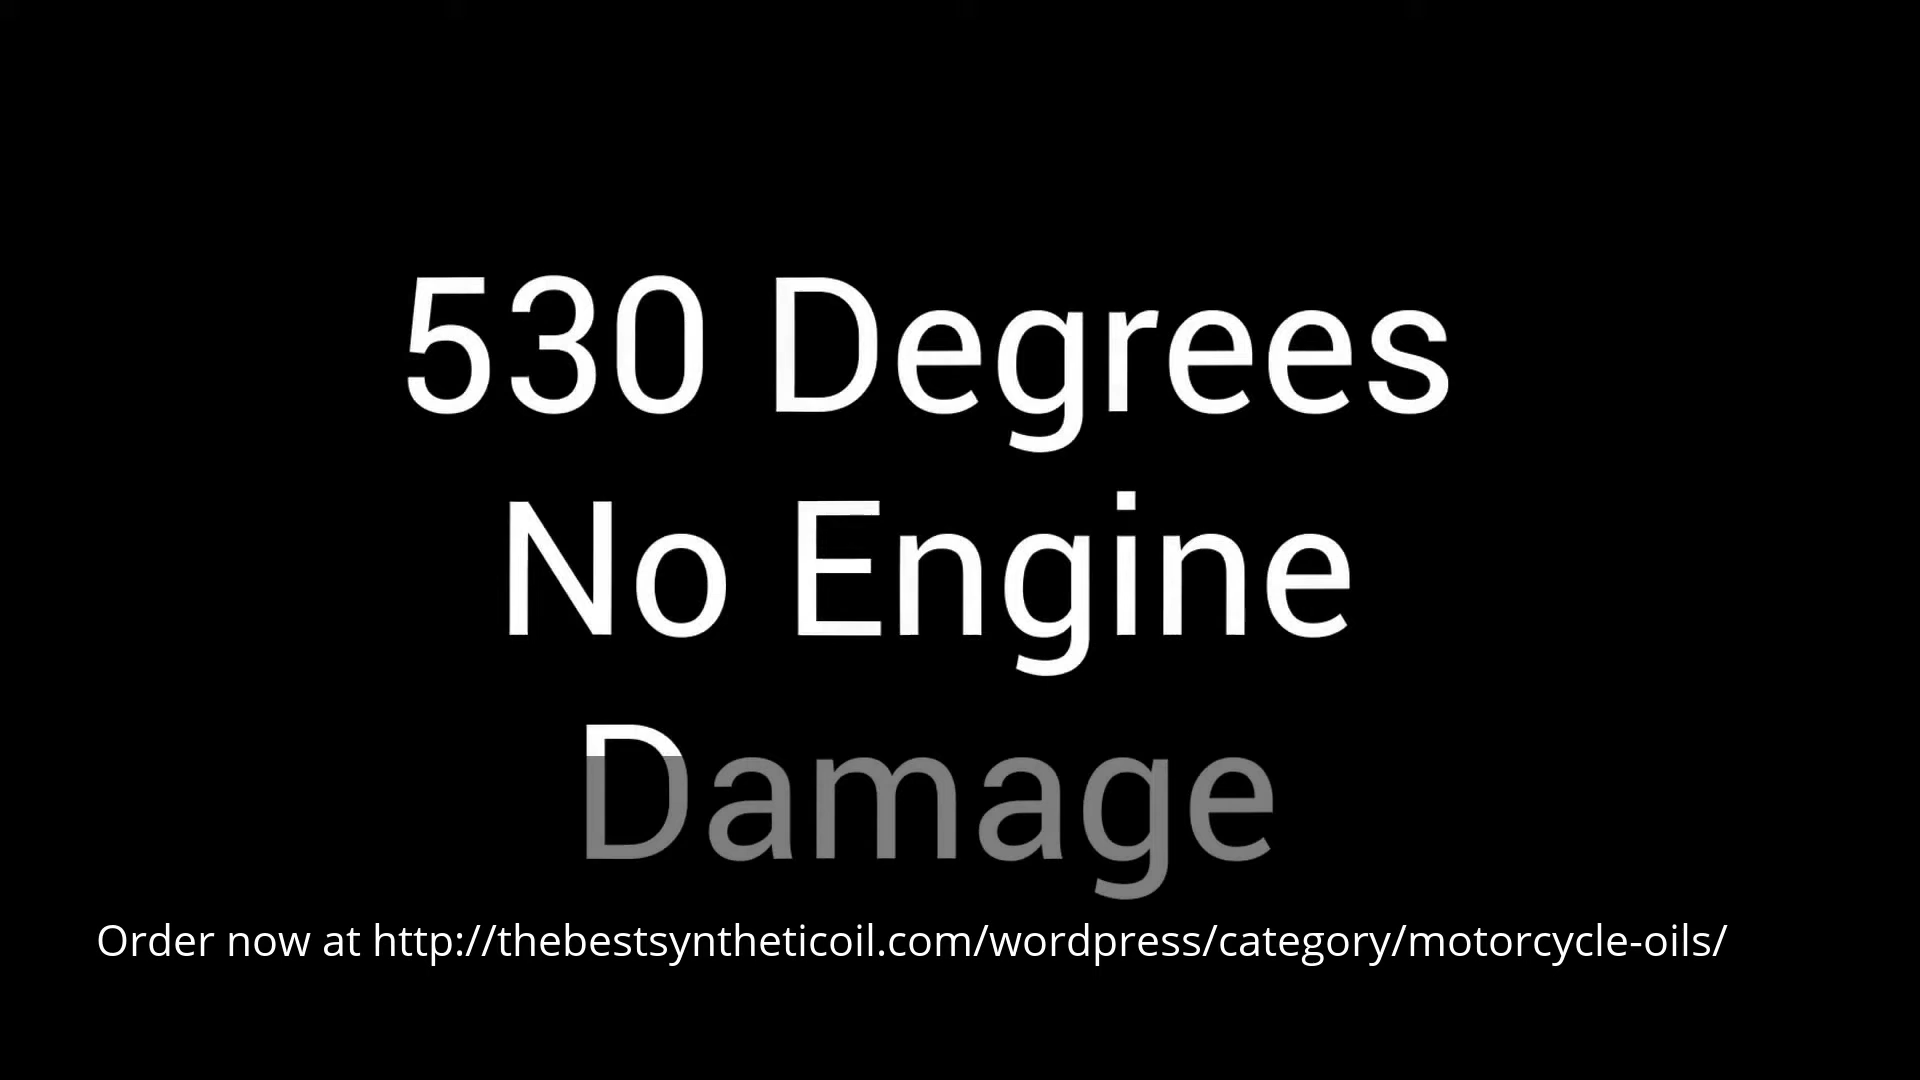 530 Degrees
No Engine
Damage
Order now at http://thebestsyntheticoil.com/wordpress/category/motorcycle-oils/